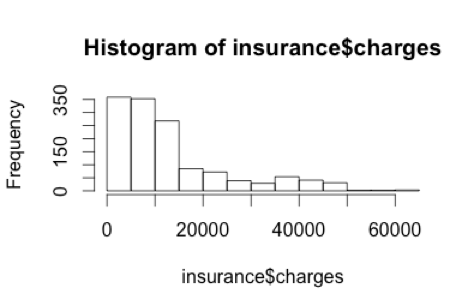 Histogram of insurance$charges
Frequency
350
150
0
0 20000 40000 60000
insurance$charges